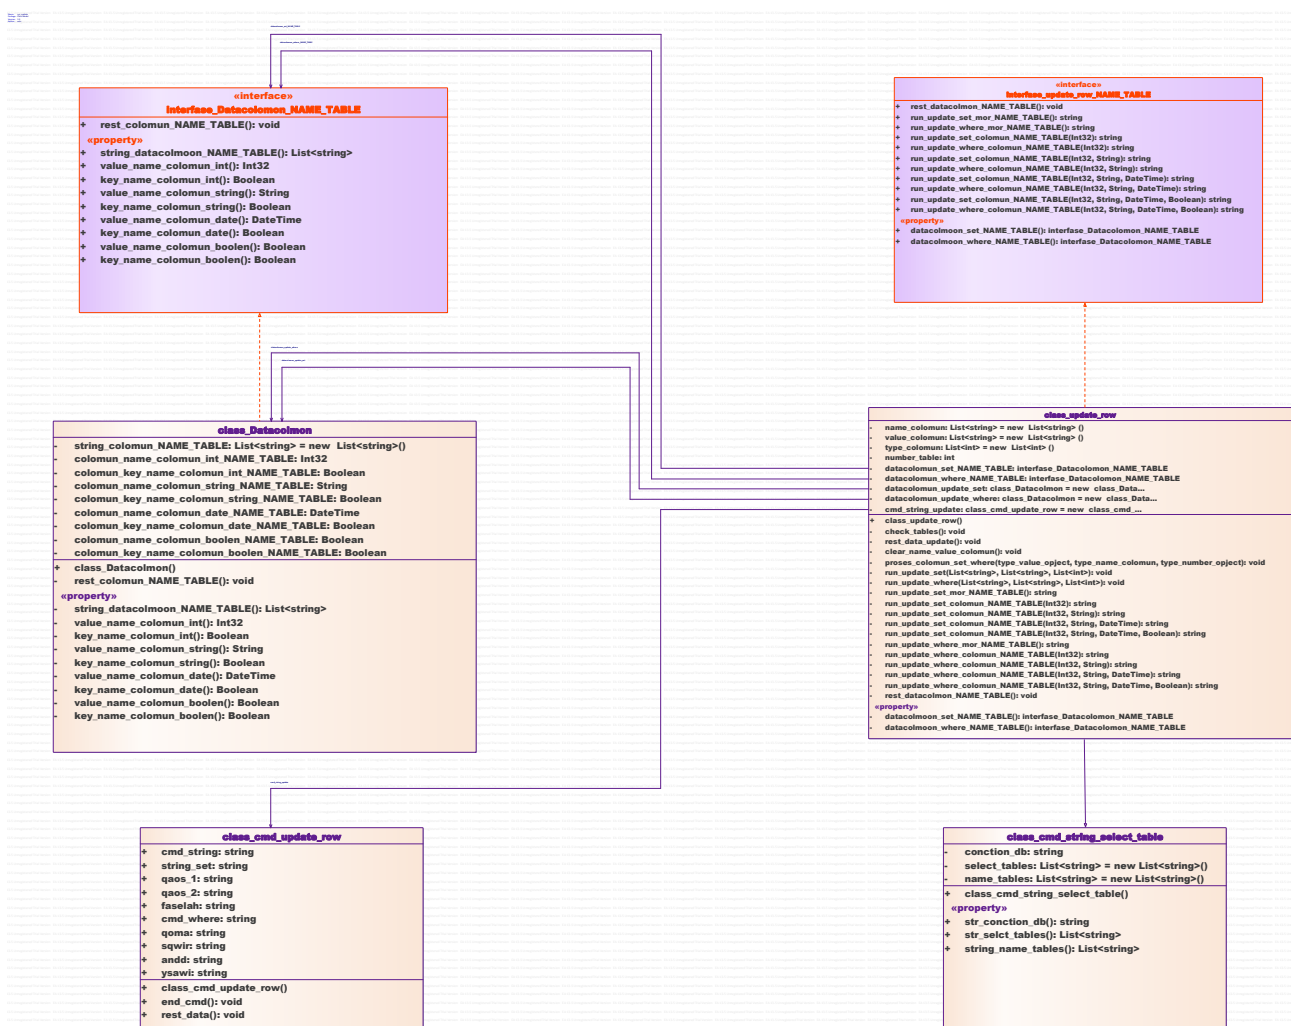 «interface»
interfase_Datacolomon_NAME_TABLE
+ rest_colomun_NAME_TABLE(): void
«property»
+ string_datacolmoon_NAME_TABLE(): List<string>
+ value_name_colomun_int(): Int32
+ key_name_colomun_int(): Boolean
+ value_name_colomun_string(): String
+ key_name_colomun_string(): Boolean
+ value_name_colomun_date(): DateTime
+ key_name_colomun_date(): Boolean
+ value_name_colomun_boolen(): Boolean
+ key_name_colomun_boolen(): Boolean
«interface»
interfase_update_row_NAME_TABLE
+ rest_datacolmon_NAME_TABLE(): void
+ run_update_set_mor_NAME_TABLE(): string
+ run_update_where_mor_NAME_TABLE(): string
+ run_update_set_colomun_NAME_TABLE(Int32): string
+ run_update_where_colomun_NAME_TABLE(Int32): string
+ run_update_set_colomun_NAME_TABLE(Int32, String): string
+ run_update_where_colomun_NAME_TABLE(Int32, String): string
+ run_update_set_colomun_NAME_TABLE(Int32, String, DateTime): string
+ run_update_where_colomun_NAME_TABLE(Int32, String, DateTime): string
+ run_update_set_colomun_NAME_TABLE(Int32, String, DateTime, Boolean): string
+ run_update_where_colomun_NAME_TABLE(Int32, String, DateTime, Boolean): string
«property»
+ datacolmoon_set_NAME_TABLE(): interfase_Datacolomon_NAME_TABLE
+ datacolmoon_where_NAME_TABLE(): interfase_Datacolomon_NAME_TABLE
class_Datacolmon
- string_colomun_NAME_TABLE: List<string> = new List<string>()
- colomun_name_colomun_int_NAME_TABLE: Int32
- colomun_key_name_colomun_int_NAME_TABLE: Boolean
- colomun_name_colomun_string_NAME_TABLE: String
- colomun_key_name_colomun_string_NAME_TABLE: Boolean
- colomun_name_colomun_date_NAME_TABLE: DateTime
- colomun_key_name_colomun_date_NAME_TABLE: Boolean
- colomun_name_colomun_boolen_NAME_TABLE: Boolean
- colomun_key_name_colomun_boolen_NAME_TABLE: Boolean
+ class_Datacolmon()
- rest_colomun_NAME_TABLE(): void
«property»
- string_datacolmoon_NAME_TABLE(): List<string>
- value_name_colomun_int(): Int32
- key_name_colomun_int(): Boolean
- value_name_colomun_string(): String
- key_name_colomun_string(): Boolean
- value_name_colomun_date(): DateTime
- key_name_colomun_date(): Boolean
- value_name_colomun_boolen(): Boolean
- key_name_colomun_boolen(): Boolean
class_update_row
- name_colomun: List<string> = new List<string> ()
- value_colomun: List<string> = new List<string> ()
- type_colomun: List<int> = new List<int> ()
- number_table: int
- datacolomun_set_NAME_TABLE: interfase_Datacolomon_NAME_TABLE
- datacolomun_where_NAME_TABLE: interfase_Datacolomon_NAME_TABLE
- datacolomun_update_set: class_Datacolmon = new class_Data...
- datacolomun_update_where: class_Datacolmon = new class_Data...
- cmd_string_update: class_cmd_update_row = new class_cmd_...
+ class_update_row()
- check_tables(): void
- rest_data_update(): void
- clear_name_value_colomun(): void
- proses_colomun_set_where(type_value_opject, type_name_colomun, type_number_opject): void
- run_update_set(List<string>, List<string>, List<int>): void
- run_update_where(List<string>, List<string>, List<int>): void
- run_update_set_mor_NAME_TABLE(): string
- run_update_set_colomun_NAME_TABLE(Int32): string
- run_update_set_colomun_NAME_TABLE(Int32, String): string
- run_update_set_colomun_NAME_TABLE(Int32, String, DateTime): string
- run_update_set_colomun_NAME_TABLE(Int32, String, DateTime, Boolean): string
- run_update_where_mor_NAME_TABLE(): string
- run_update_where_colomun_NAME_TABLE(Int32): string
- run_update_where_colomun_NAME_TABLE(Int32, String): string
- run_update_where_colomun_NAME_TABLE(Int32, String, DateTime): string
- run_update_where_colomun_NAME_TABLE(Int32, String, DateTime, Boolean): string
- rest_datacolmon_NAME_TABLE(): void
«property»
- datacolmoon_set_NAME_TABLE(): interfase_Datacolomon_NAME_TABLE
- datacolmoon_where_NAME_TABLE(): interfase_Datacolomon_NAME_TABLE
class_cmd_update_row
+ cmd_string: string
+ string_set: string
+ qaos_1: string
+ qaos_2: string
+ faselah: string
+ cmd_where: string
+ qoma: string
+ sqwir: string
+ andd: string
+ ysawi: string
+ class_cmd_update_row()
+ end_cmd(): void
+ rest_data(): void
class_cmd_string_select_table
- conction_db: string
- select_tables: List<string> = new List<string>()
- name_tables: List<string> = new List<string>()
+ class_cmd_string_select_table()
«property»
+ str_conction_db(): string
+ str_selct_tables(): List<string>
+ string_name_tables(): List<string>